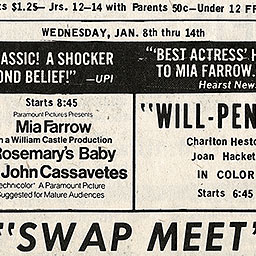 s $1.25— Jrs. 12–14 with Parents 50c—Under 12 FF
WEDNESDAY, JAN. 8th thru 14th
ASSIC! A SHOCKER
OND BELIEF!" —UPI
"'BEST ACTRESS' H
TO MIA FARROW.
Hearst News
Starts 8:45
Paramount Pictures Presents
Mia Farrow
n a William Castle Production
Rosemary's Baby
John Cassavetes
Technicolor® A Paramount Picture
Suggested for Mature Audiences
"WILL-PEN
Charlton Hesto
Joan Hacket
IN COLOR
Starts 6:45
"SWAP MEET"